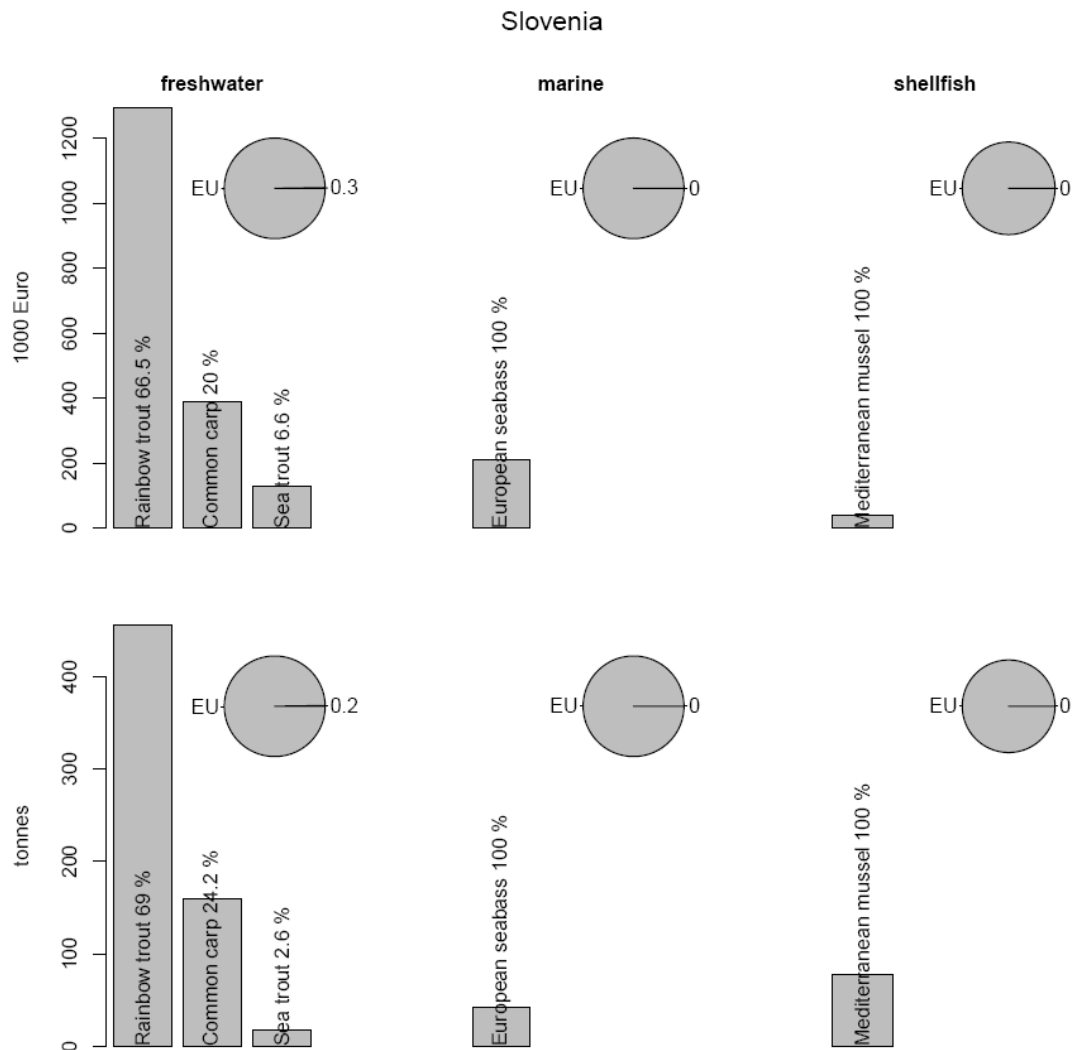 Slovenia
freshwater
marine
shellfish
1000 Euro
0
200
400
600
800
1000
1200
Rainbow trout 66.5 %
Common carp 20 %
Sea trout 6.6 %
EU
0.3
European seabass 100 %
EU
0
Mediterranean mussel 100 %
EU
0
tonnes
0
100
200
300
400
Rainbow trout 69 %
Common carp 24.2 %
Sea trout 2.6 %
EU
0.2
European seabass 100 %
EU
0
Mediterranean mussel 100 %
EU
0